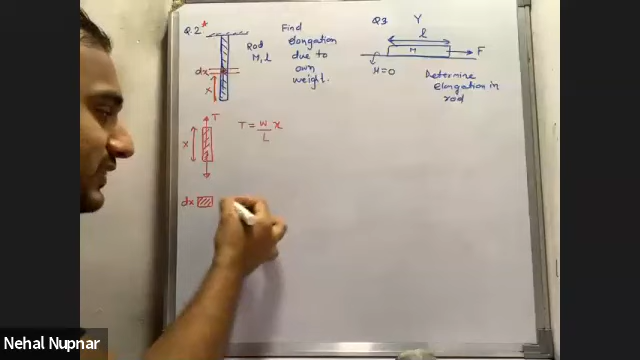 Q.2*
Find
elongation
due to
own
weight.
Rod
M, l
dx
x
Q3
Y
l
M
F
μ=0
Determine
elongation in
rod
T
x
T = W/L x
dx
Nehal Nupnar